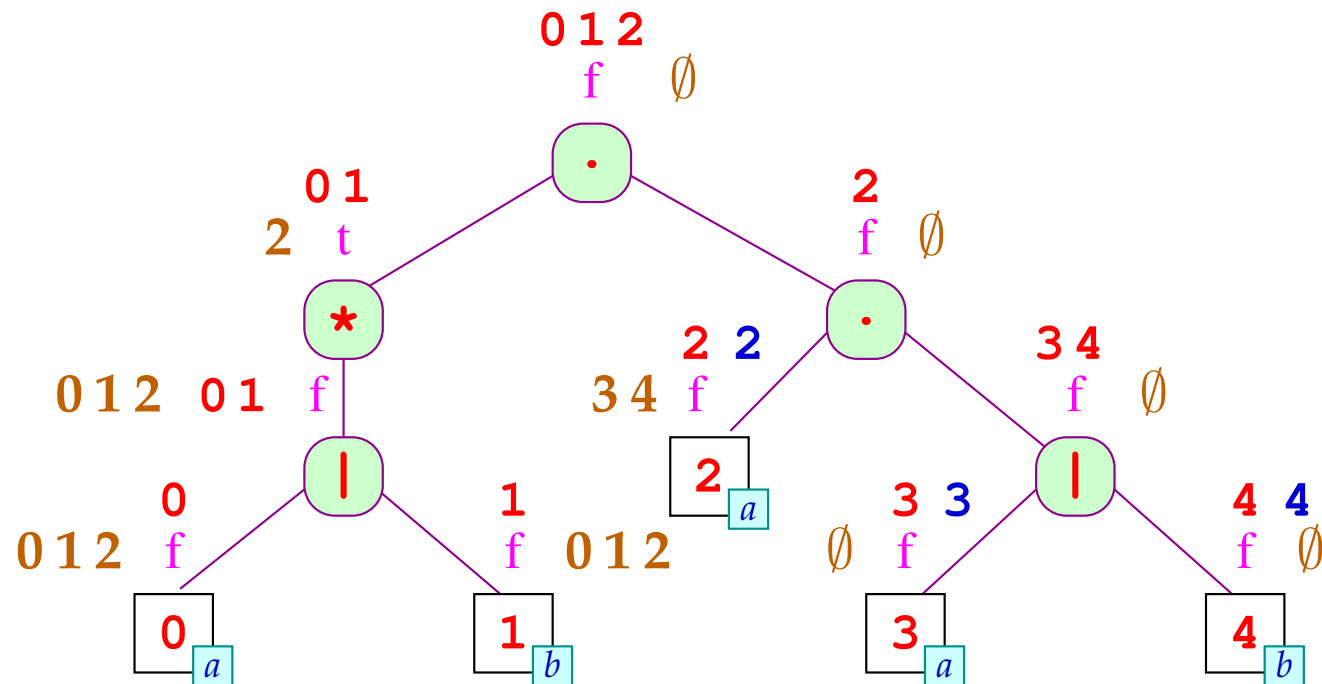 0 1 2
f ∅
.
0 1 2
2 t f ∅
* .
2 2 3 4
0 1 2 0 1 f 3 4 f f ∅
| 2 |
a
0 1 3 3 4 4
0 1 2 f f 0 1 2 ∅ f f ∅
0 1 3 4
a b a b